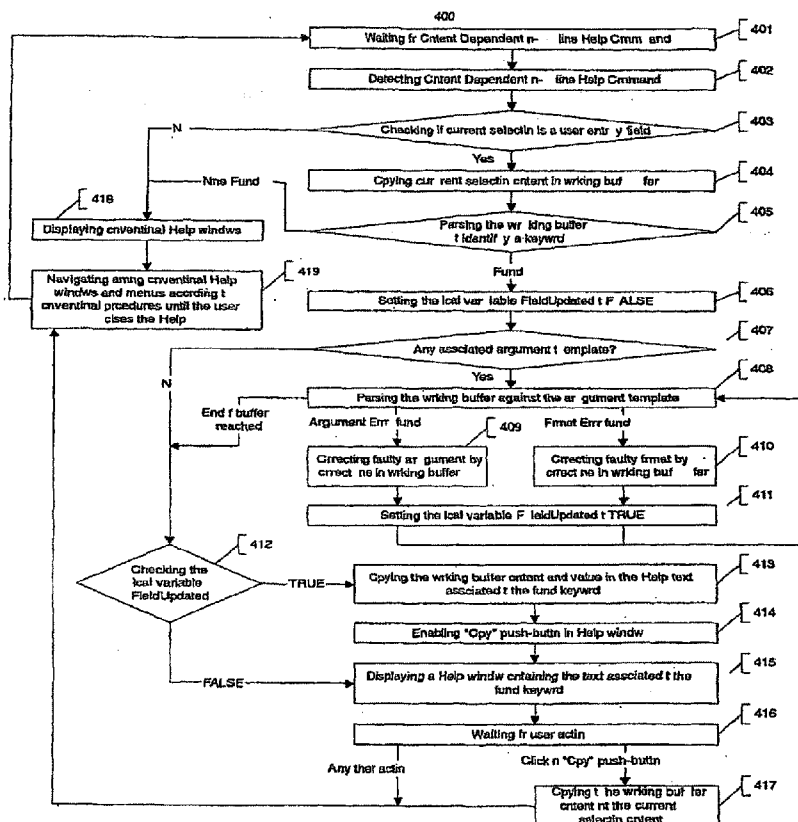 400
Waiting fr Cntent Dependent n- line Help Cmm and
401
Detecting Cntent Dependent n- line Help Cmmand
402
Checking if current selectin is a user entr y field
403
N
Yes
Cpying cur rent selectin cntent in wrking buf fer
404
Nne Fund
Parsing the wr king buffer
t identif y a keywrd
405
418
Displaying cnventinal Help windws
Fund
Navigating amng cnventinal Help
windws and menus acording t
cnventinal prcedures until the user
clses the Help
419
Setting the lcal var iable FieldUpdated t F ALSE
406
Any assciated argument t emplate?
407
N
Yes
Parsing the wrking buffer against the ar gument template
408
End f buffer
reached
Argument Err fund
Frmat Err fund
Crrecting faulty ar gument by
crrect ne in wrking buffer
409
Crrecting faulty frmat by
crrect ne in wrking buf fer
410
Setting the lcal variable F ieldUpdated t TRUE
411
Checking the
lcal variable
FieldUpdated
412
TRUE
Cpying the wrking buffer cntent and value in the Help text
assciated t the fund keywrd
413
Enabling "Cpy" push-buttn in Help windw
414
FALSE
Displaying a Help windw cntaining the text assciated t the
fund keywrd
415
Waiting fr user actin
416
Any ther actin
Click n "Cpy" push-buttn
Cpying t he wrking buf fer
cntent nt the current
selectin cntent
417